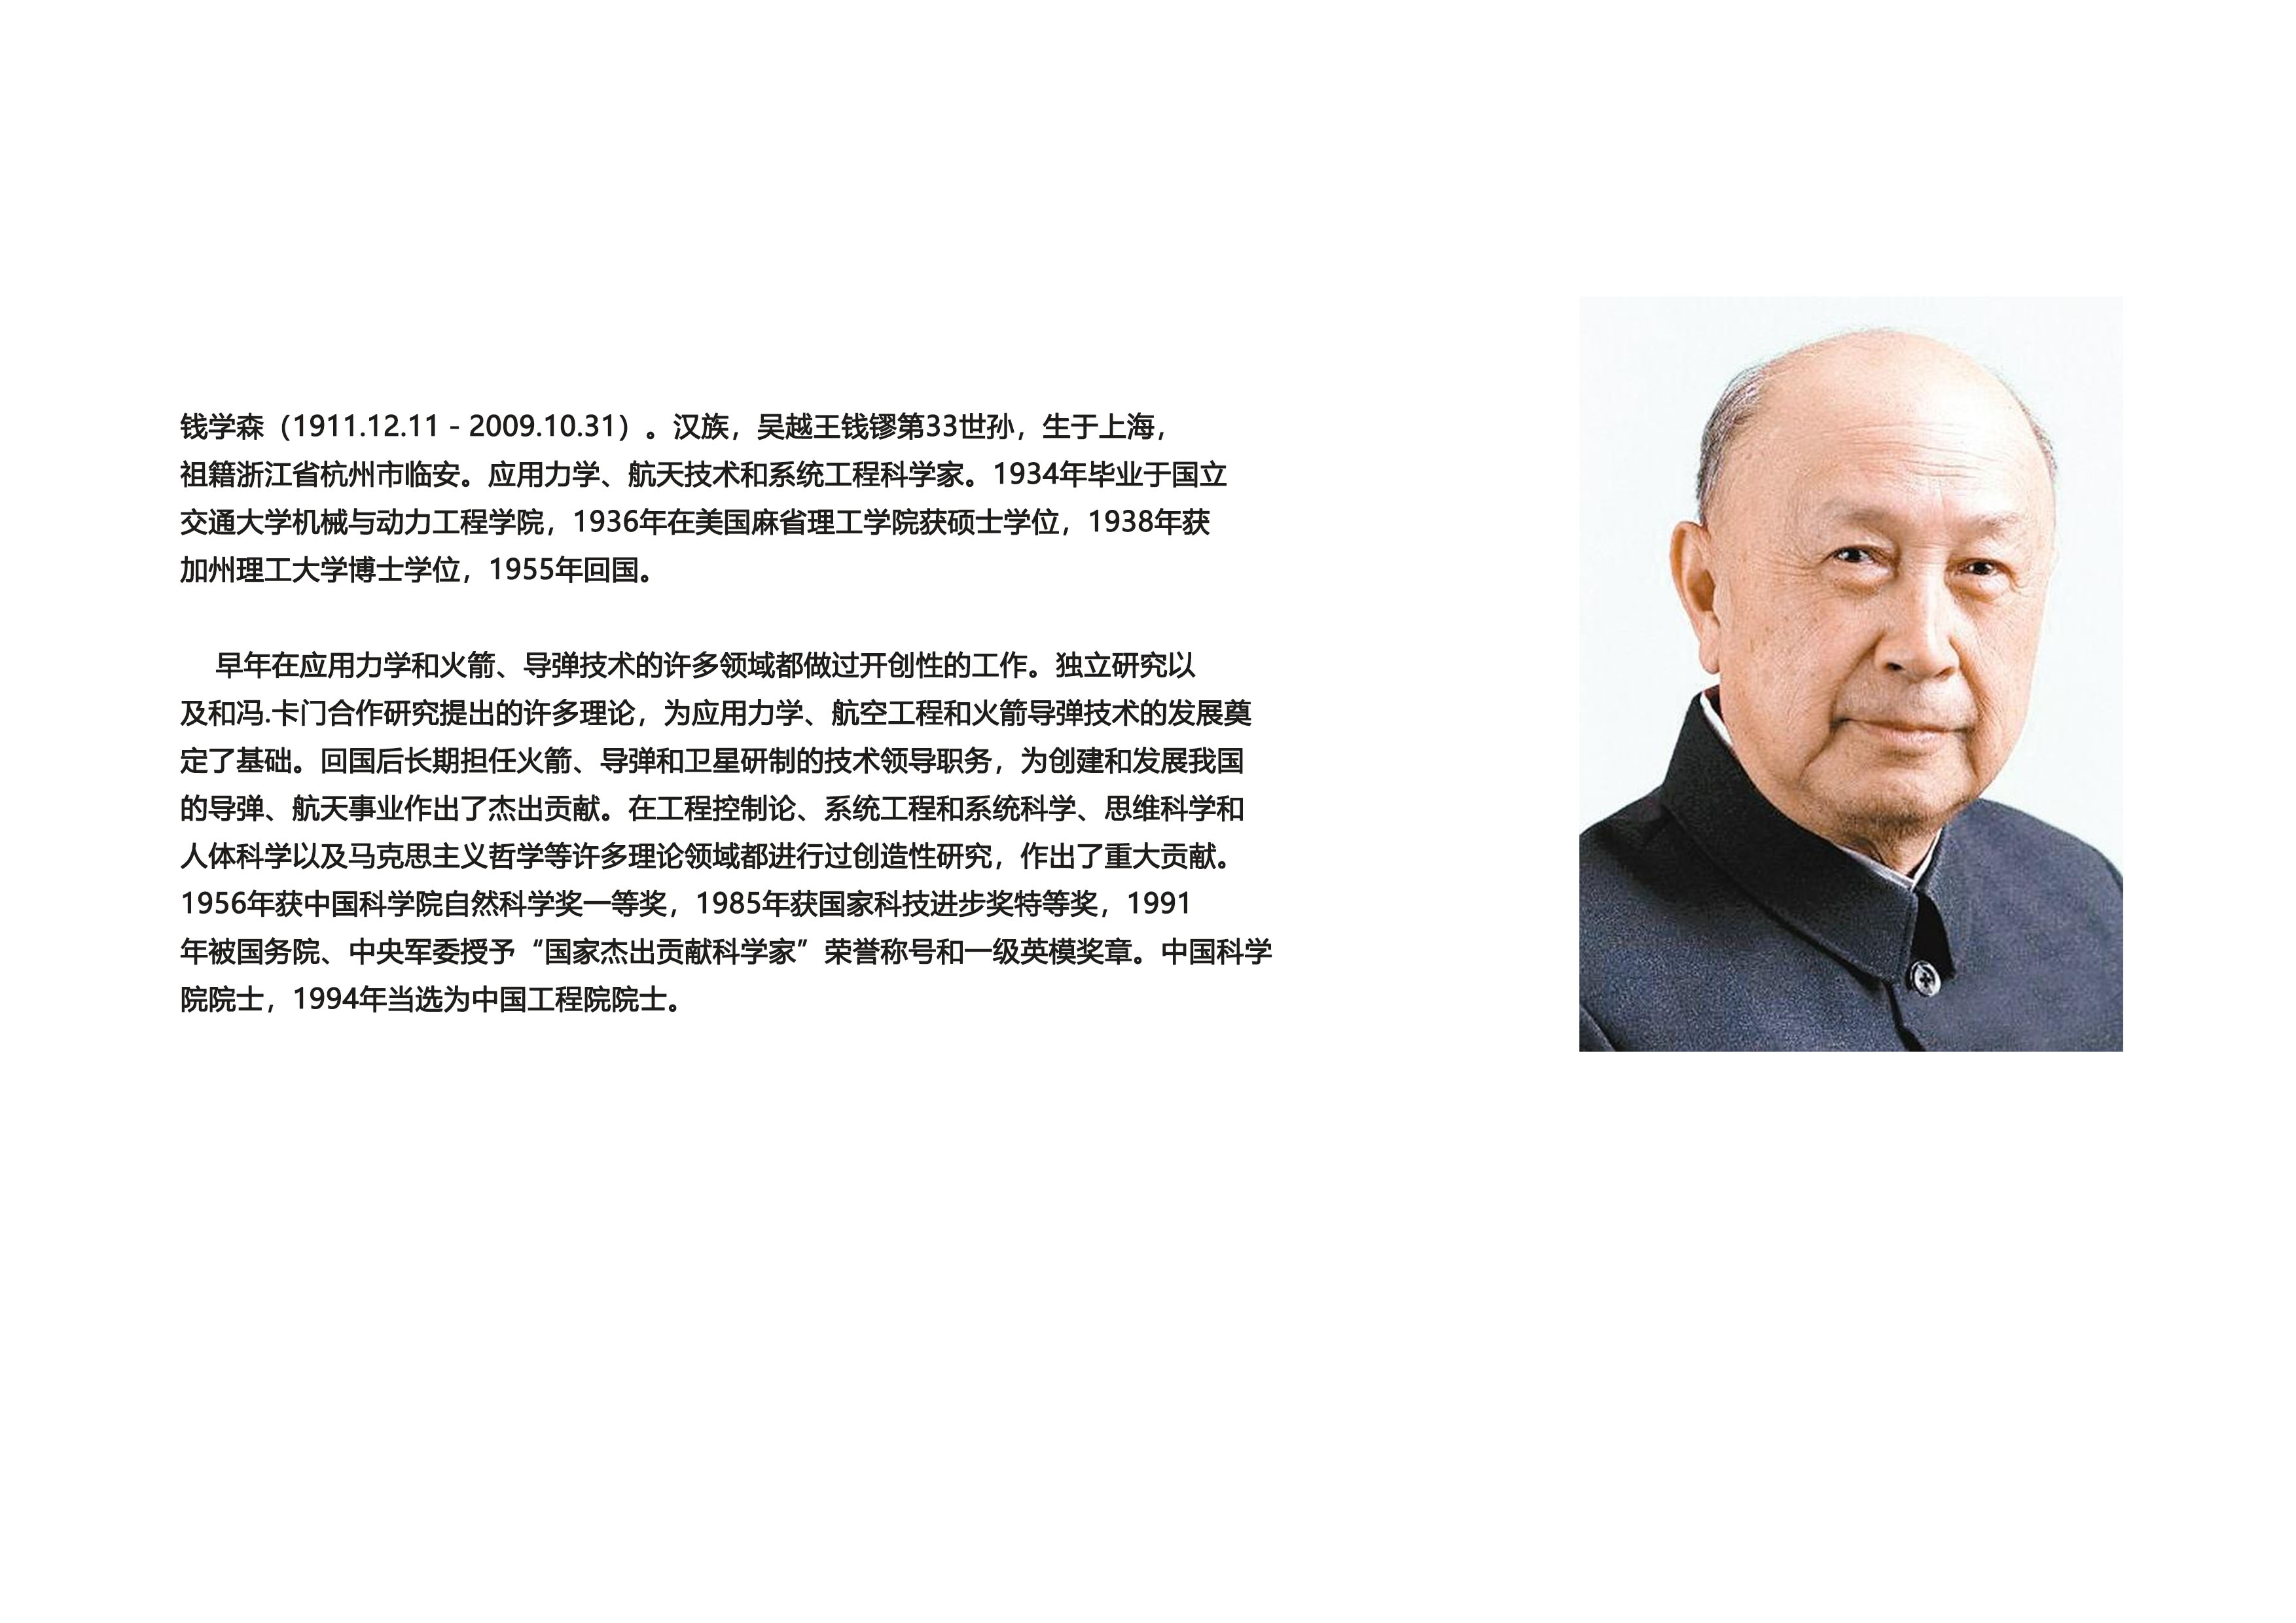 钱学森（1911.12.11 - 2009.10.31）。汉族，吴越王钱镠第33世孙，生于上海，
祖籍浙江省杭州市临安。应用力学、航天技术和系统工程科学家。1934年毕业于国立
交通大学机械与动力工程学院，1936年在美国麻省理工学院获硕士学位，1938年获
加州理工大学博士学位，1955年回国。
早年在应用力学和火箭、导弹技术的许多领域都做过开创性的工作。独立研究以
及和冯.卡门合作研究提出的许多理论，为应用力学、航空工程和火箭导弹技术的发展奠
定了基础。回国后长期担任火箭、导弹和卫星研制的技术领导职务，为创建和发展我国
的导弹、航天事业作出了杰出贡献。在工程控制论、系统工程和系统科学、思维科学和
人体科学以及马克思主义哲学等许多理论领域都进行过创造性研究，作出了重大贡献。
1956年获中国科学院自然科学奖一等奖，1985年获国家科技进步奖特等奖，1991
年被国务院、中央军委授予“国家杰出贡献科学家”荣誉称号和一级英模奖章。中国科学
院院士，1994年当选为中国工程院院士。